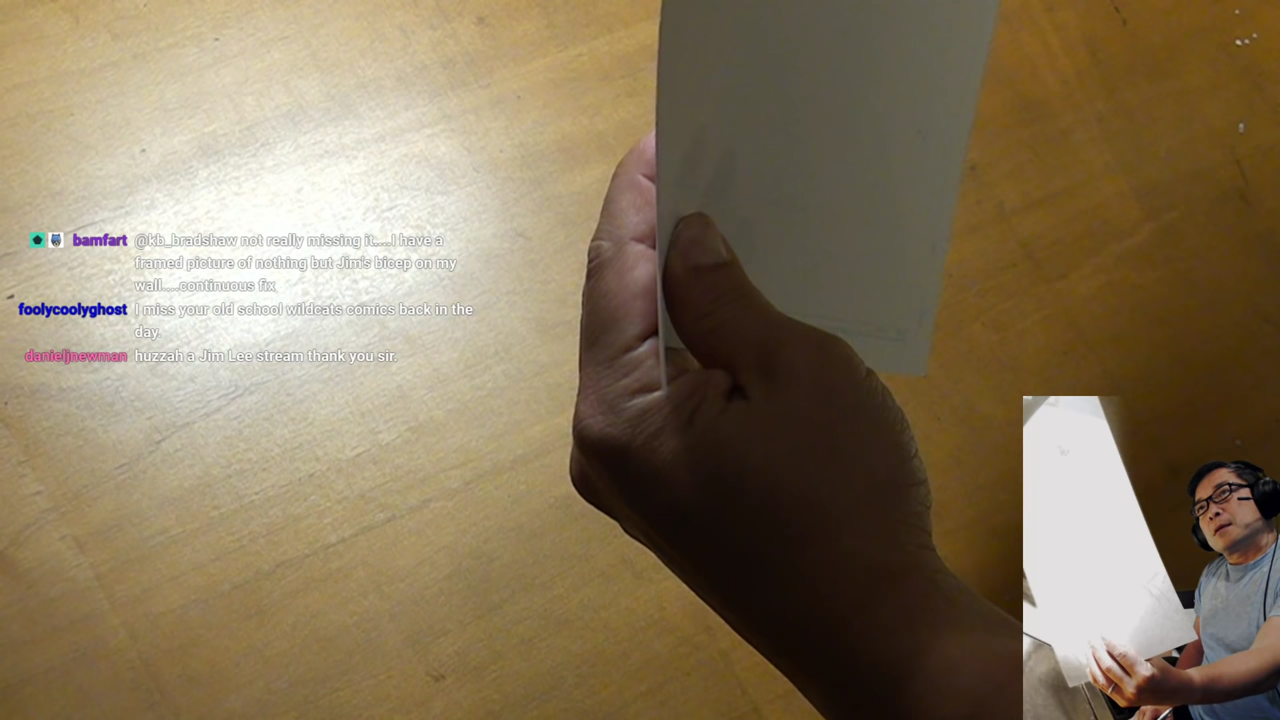 bamfart @kb_bradshaw not really missing it....I have a
framed picture of nothing but Jim's bicep on my
wall....continuous fix
foolycoolyghost I miss your old school wildcats comics back in the
day.
danieljnewman huzzah a Jim Lee stream thank you sir.